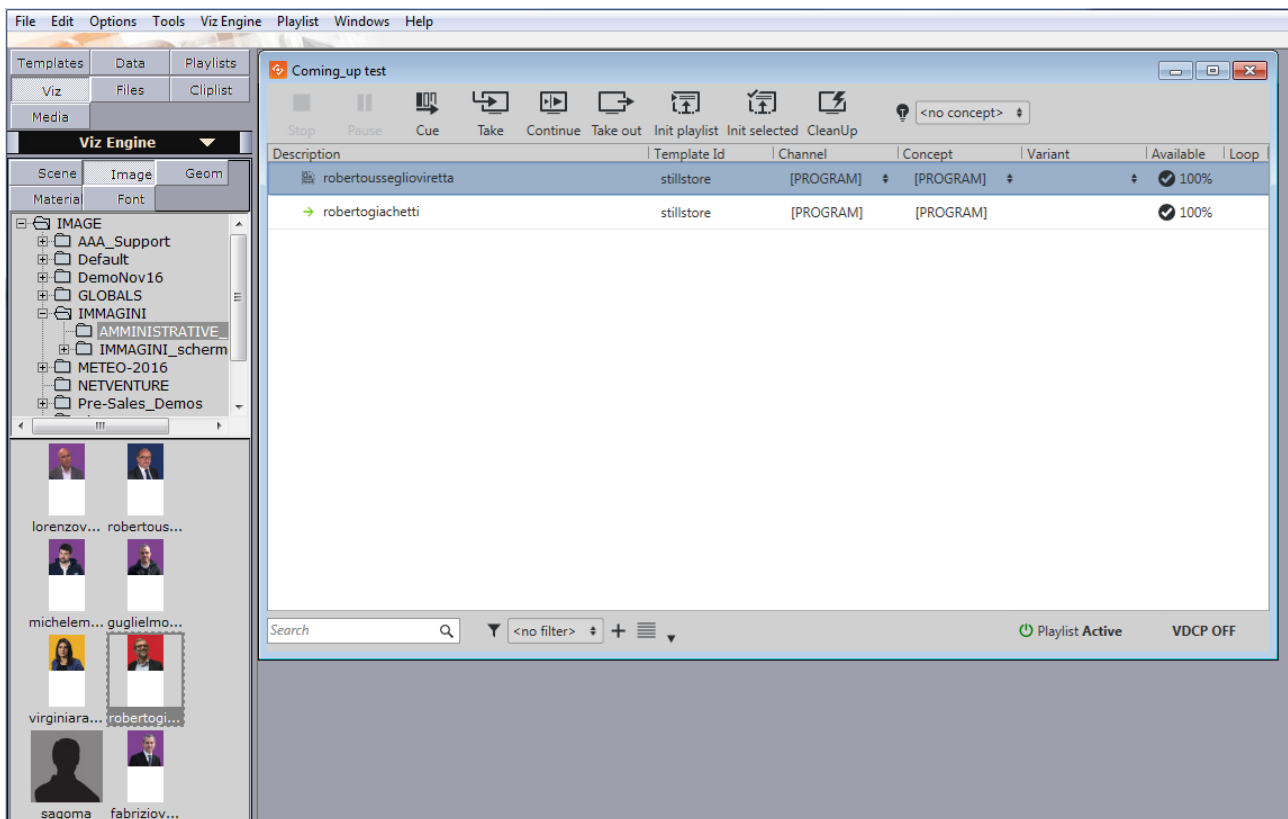 File Edit Options Tools Viz Engine Playlist Windows Help
Templates Data Playlists
Viz Files Cliplist
Media
Viz Engine
Scene Image Geom
Material Font
IMAGE
AAA_Support
Default
DemoNov16
GLOBALS
IMMAGINI
AMMINISTRATIVE_
IMMAGINI_scherm
METEO-2016
NETVENTURE
Pre-Sales_Demos
lorenzov... robertous...
michelem... guglielmo...
virginiara... robertogi...
sagoma fabriziov...
Coming_up test
Stop Pause Cue Take Continue Take out Init playlist Init selected CleanUp <no concept>
Description Template Id Channel Concept Variant Available Loop
robertousseglioviretta stillstore [PROGRAM] [PROGRAM] 100%
robertogiachetti stillstore [PROGRAM] [PROGRAM] 100%
Search <no filter> Playlist Active VDCP OFF